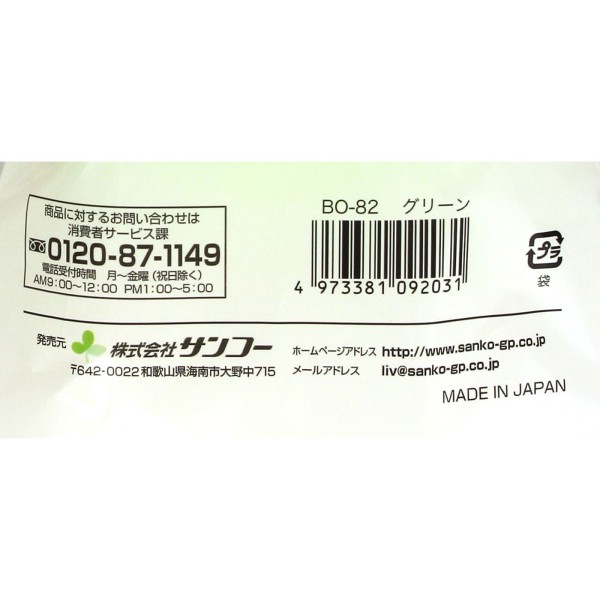 商品に対するお問い合わせは
消費者サービス課
0120-87-1149
電話受付時間 月〜金曜(祝日除く)
AM9:00〜12:00 PM1:00〜5:00
BO-82 グリーン
4 973381 092031
プラ
袋
発売元 株式会社サンコー
〒642-0022 和歌山県海南市大野中715
ホームページアドレス http://www.sanko-gp.co.jp
メールアドレス liv@sanko-gp.co.jp
MADE IN JAPAN